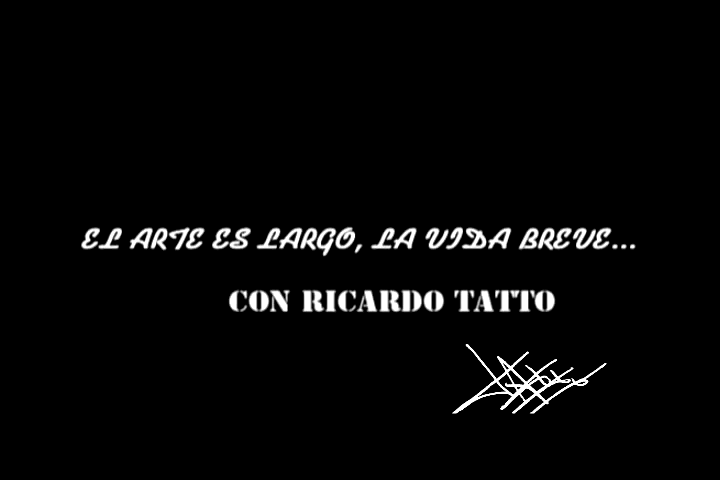 EL ARTE ES LARGO, LA VIDA BREVE...
CON RICARDO TATTO